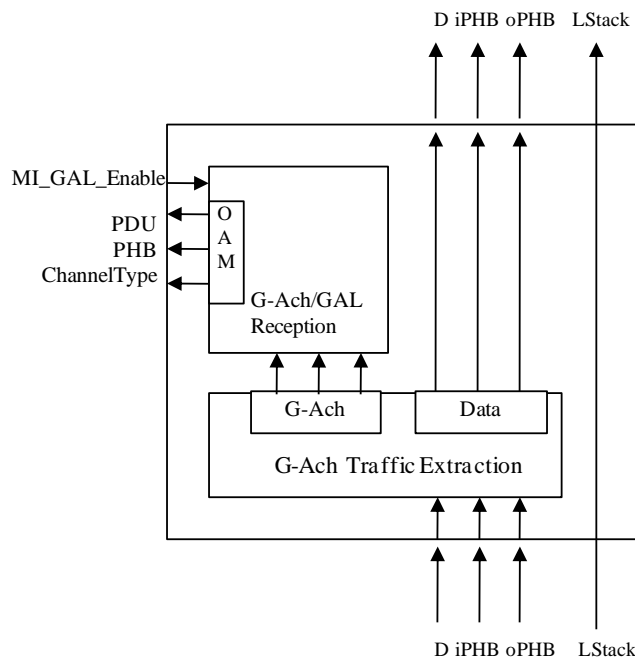 D iPHB oPHB LStack
MI_GAL_Enable
PDU
PHB
ChannelType
O
A
M
G-Ach/GAL
Reception
G-Ach
Data
G-Ach Traffic Extraction
D iPHB oPHB LStack